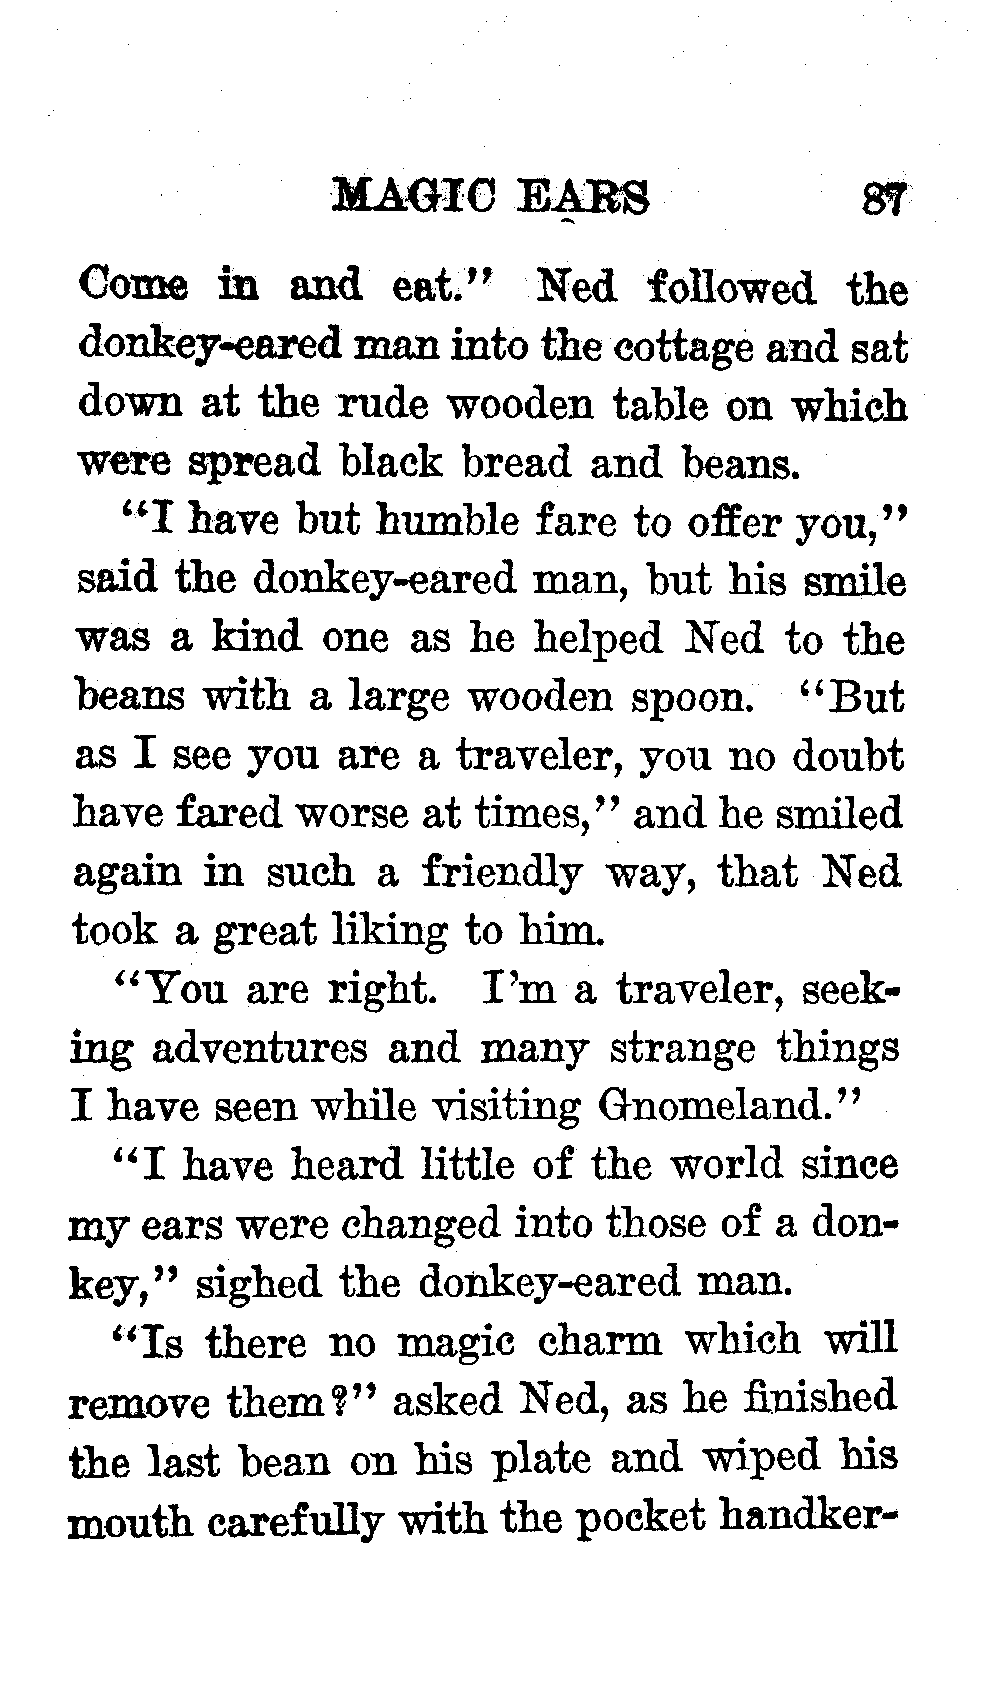 MAGIC EARS 87
Come in and eat." Ned followed the
donkey-eared man into the cottage and sat
down at the rude wooden table on which
were spread black bread and beans.
"I have but humble fare to offer you,"
said the donkey-eared man, but his smile
was a kind one as he helped Ned to the
beans with a large wooden spoon. "But
as I see you are a traveler, you no doubt
have fared worse at times," and he smiled
again in such a friendly way, that Ned
took a great liking to him.
"You are right. I'm a traveler, seek-
ing adventures and many strange things
I have seen while visiting Gnomeland."
"I have heard little of the world since
my ears were changed into those of a don-
key," sighed the donkey-eared man.
"Is there no magic charm which will
remove them?" asked Ned, as he finished
the last bean on his plate and wiped his
mouth carefully with the pocket handker-